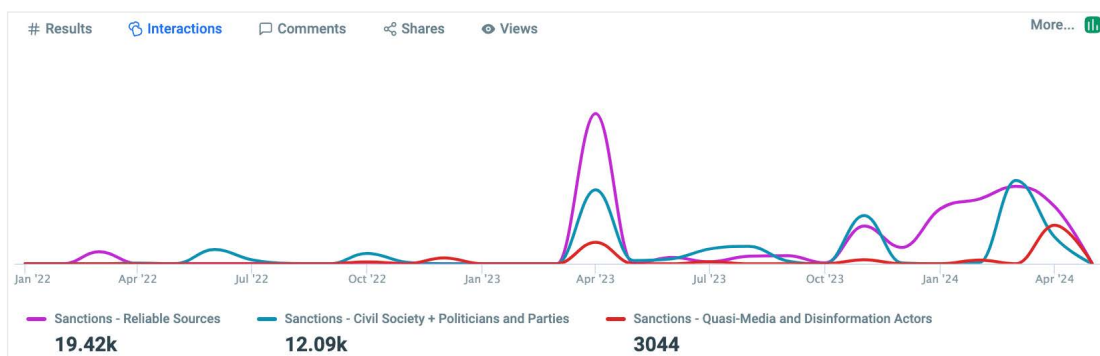 # Results Interactions Comments Shares Views More...
Jan '22 Apr '22 Jul '22 Oct '22 Jan '23 Apr '23 Jul '23 Oct '23 Jan '24 Apr '24
Sanctions - Reliable Sources Sanctions - Civil Society + Politicians and Parties Sanctions - Quasi-Media and Disinformation Actors
19.42k 12.09k 3044